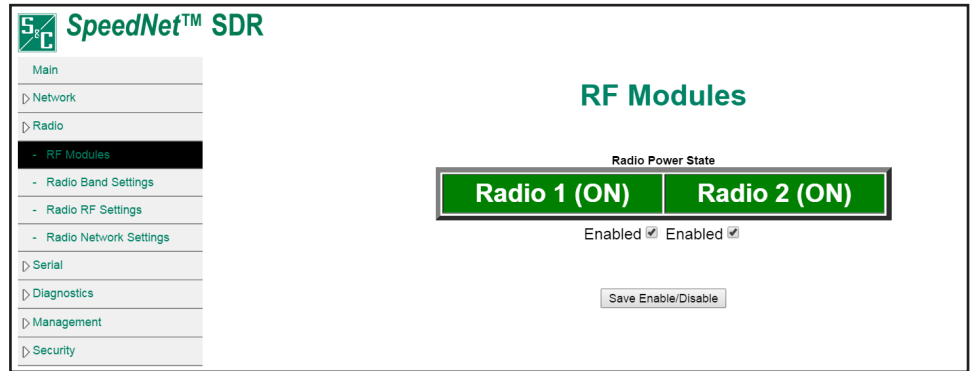 S&C SpeedNet™ SDR
Main
Network
Radio
- RF Modules
- Radio Band Settings
- Radio RF Settings
- Radio Network Settings
Serial
Diagnostics
Management
Security
RF Modules
Radio Power State
Radio 1 (ON) Radio 2 (ON)
Enabled Enabled
Save Enable/Disable